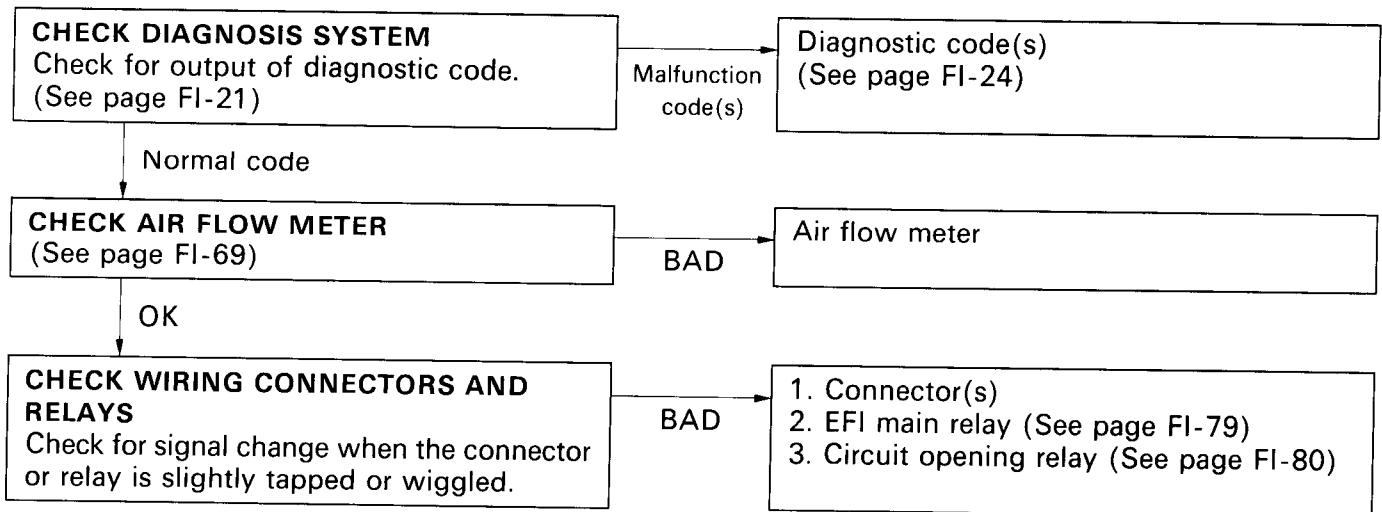 CHECK DIAGNOSIS SYSTEM
Check for output of diagnostic code.
(See page FI-21)
Malfunction
code(s)
Diagnostic code(s)
(See page FI-24)
Normal code
CHECK AIR FLOW METER
(See page FI-69)
BAD
Air flow meter
OK
CHECK WIRING CONNECTORS AND
RELAYS
Check for signal change when the connector
or relay is slightly tapped or wiggled.
BAD
1. Connector(s)
2. EFI main relay (See page FI-79)
3. Circuit opening relay (See page FI-80)